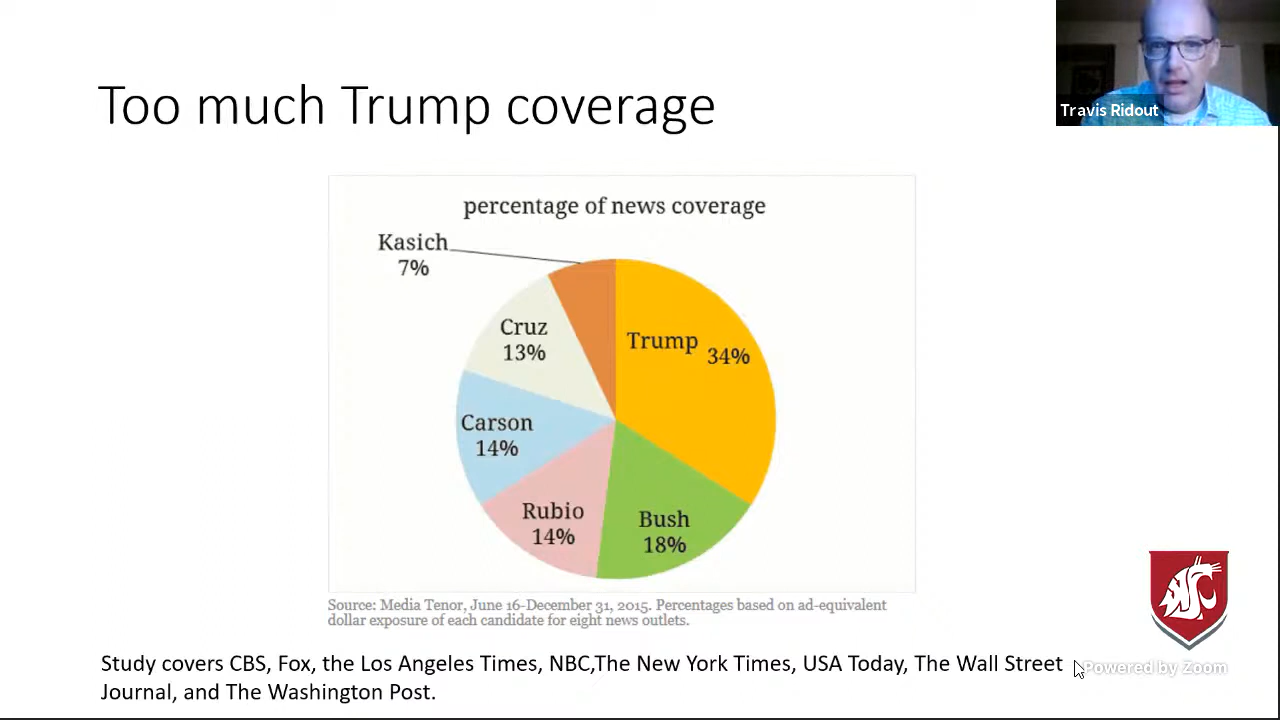 Too much Trump coverage
Travis Ridout
percentage of news coverage
Kasich
7%
Cruz
13%
Trump
34%
Carson
14%
Rubio
14%
Bush
18%
Source: Media Tenor, June 16-December 31, 2015. Percentages based on ad-equivalent
dollar exposure of each candidate for eight news outlets.
Study covers CBS, Fox, the Los Angeles Times, NBC,The New York Times, USA Today, The Wall Street
Journal, and The Washington Post.
Powered by Zoom